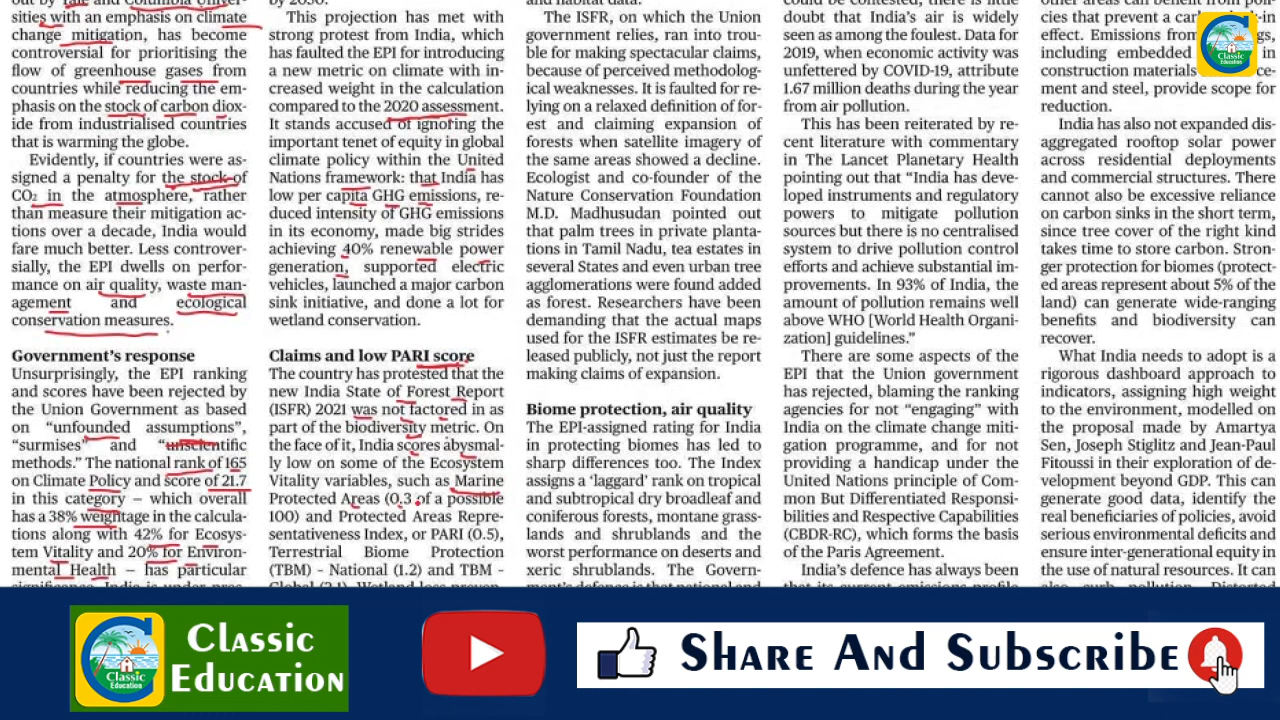 sities with emphasis on climate
change mitigation, has become
controversial for prioritising the
flow of greenhouse gases from
countries while reducing the em-
phasis on the stock of carbon diox-
ide from industrialised countries
that is warming the globe.
Evidently, if countries were as-
signed a penalty for the stock of
CO₂ in the atmosphere, rather
than measure their mitigation ac-
tions over a decade, India would
fare much better. Less controver-
sially, the EPI dwells on perfor-
mance on air quality, waste man-
agement and ecological
conservation measures.
Government's response
Unsurprisingly, the EPI ranking
and scores have been rejected by
the Union Government as based
on "unfounded assumptions",
"surmises" and "unscientific
methods." The national rank of 165
on Climate Policy and score of 21.7
in this category – which overall
has a 38% weightage in the calcula-
tions along with 42% for Ecosys-
tem Vitality and 20% for Environ-
mental Health – has particular
This projection has met with
strong protest from India, which
has faulted the EPI for introducing
a new metric on climate with in-
creased weight in the calculation
compared to the 2020 assessment.
It stands accused of ignoring the
important tenet of equity in global
climate policy within the United
Nations framework: that India has
low per capita GHG emissions, re-
duced intensity of GHG emissions
in its economy, made big strides
achieving 40% renewable power
generation, supported electric
vehicles, launched a major carbon
sink initiative, and done a lot for
wetland conservation.
Claims and low PARI score
The country has protested that the
new India State of Forest Report
(ISFR) 2021 was not factored in as
part of the biodiversity metric. On
the face of it, India scores abysmal-
ly low on some of the Ecosystem
Vitality variables, such as Marine
Protected Areas (0.3 of a possible
100) and Protected Areas Repre-
sentativeness Index, or PARI (0.5),
Terrestrial Biome Protection
(TBM) - National (1.2) and TBM -
The ISFR, on which the Union
government relies, ran into trou-
ble for making spectacular claims,
because of perceived methodolog-
ical weaknesses. It is faulted for re-
lying on a relaxed definition of for-
est and claiming expansion of
forests when satellite imagery of
the same areas showed a decline.
Ecologist and co-founder of the
Nature Conservation Foundation
M.D. Madhusudan pointed out
that palm trees in private planta-
tions in Tamil Nadu, tea estates in
several States and even urban tree
agglomerations were found added
as forest. Researchers have been
demanding that the actual maps
used for the ISFR estimates be re-
leased publicly, not just the report
making claims of expansion.
Biome protection, air quality
The EPI-assigned rating for India
in protecting biomes has led to
sharp differences too. The Index
assigns a 'laggard' rank on tropical
and subtropical dry broadleaf and
coniferous forests, montane grass-
lands and shrublands and the
worst performance on deserts and
xeric shrublands. The Govern-
doubt that India's air is widely
seen as among the foulest. Data for
2019, when economic activity was
unfettered by COVID-19, attribute
1.67 million deaths during the year
from air pollution.
This has been reiterated by re-
cent literature with commentary
in The Lancet Planetary Health
pointing out that "India has deve-
loped instruments and regulatory
powers to mitigate pollution
sources but there is no centralised
system to drive pollution control
efforts and achieve substantial im-
provements. In 93% of India, the
amount of pollution remains well
above WHO [World Health Organi-
zation] guidelines."
There are some aspects of the
EPI that the Union government
has rejected, blaming the ranking
agencies for not "engaging" with
India on the climate change miti-
gation programme, and for not
providing a handicap under the
United Nations principle of Com-
mon But Differentiated Responsi-
bilities and Respective Capabilities
(CBDR-RC), which forms the basis
of the Paris Agreement.
India's defence has always been
cies that prevent a in
effect. Emissions from
including embedded in
construction materials ce-
ment and steel, provide scope for
reduction.
India has also not expanded dis-
aggregated rooftop solar power
across residential deployments
and commercial structures. There
cannot also be excessive reliance
on carbon sinks in the short term,
since tree cover of the right kind
takes time to store carbon. Stron-
ger protection for biomes (protect-
ed areas represent about 5% of the
land) can generate wide-ranging
benefits and biodiversity can
recover.
What India needs to adopt is a
rigorous dashboard approach to
indicators, assigning high weight
to the environment, modelled on
the proposal made by Amartya
Sen, Joseph Stiglitz and Jean-Paul
Fitoussi in their exploration of de-
velopment beyond GDP. This can
generate good data, identify the
real beneficiaries of policies, avoid
serious environmental deficits and
ensure inter-generational equity in
the use of natural resources. It can
Classic
Education
Classic
Education
Classic
Education
Share And Subscribe